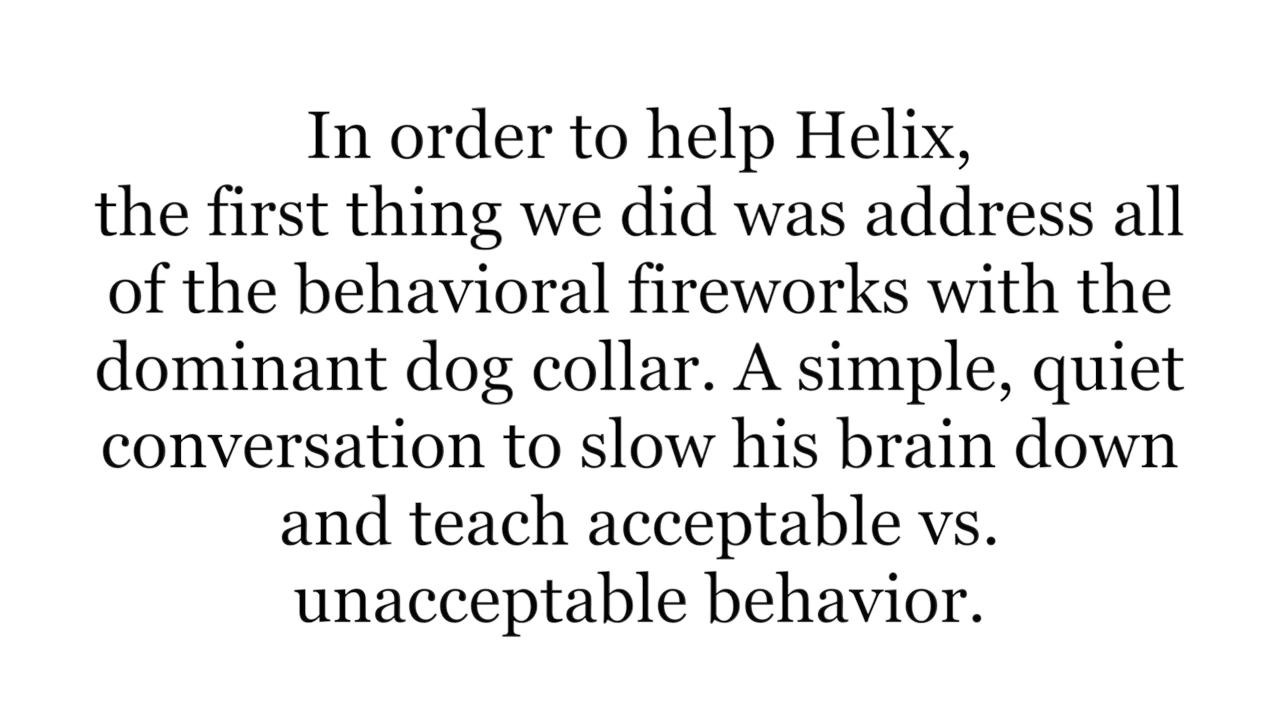 In order to help Helix,
the first thing we did was address all
of the behavioral fireworks with the
dominant dog collar. A simple, quiet
conversation to slow his brain down
and teach acceptable vs.
unacceptable behavior.